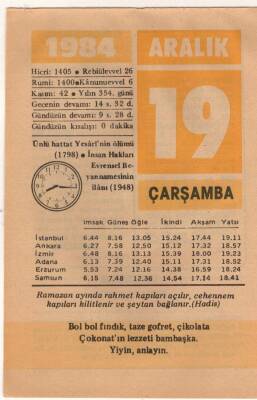 1984
ARALIK
19
ÇARŞAMBA
Hicri: 1405 ● Rebiülevvel 26
Rumi: 1400●Kânunuevvel 6
Kasım: 42 ● Yılın 354. günü
Gecenin devamı: 14 s. 32 d.
Gündüzün devamı: 9 s. 28 d.
Gündüzün kısalışı: 0 dakika
Ünlü hattat Yesârî'nin ölümü
(1798) ● İnsan Hakları
Evrensel Be-
yannamesinin
ilânı (1948)
imsak Güneş Öğle İkindi Akşam Yatsı
İstanbul 6.44 8.16 13.05 15.24 17.44 19.11
Ankara 6.27 7.58 12.50 15.12 17.32 18.57
İzmir 6.48 8.16 13.13 15.39 18.00 19.23
Adana 6.13 7.39 12.40 15.11 17.31 18.52
Erzurum 5.53 7.24 12.16 14.38 16.59 18.24
Samsun 6.15 7.48 12.36 14.54 17.14 18.41
Ramazan ayında rahmet kapıları açılır, cehennem
kapıları kilitlenir ve şeytan bağlanır.(Hadis)
Bol bol fındık, taze gofret, çikolata
Çokonat'ın lezzeti bambaşka.
Yiyin, anlayın.